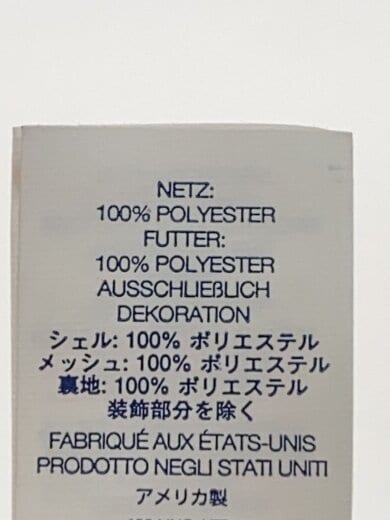 NETZ:
100% POLYESTER
FUTTER:
100% POLYESTER
AUSSCHLIEßLICH
DEKORATION
シェル: 100% ポリエステル
メッシュ: 100% ポリエステル
裏地: 100% ポリエステル
装飾部分を除く
FABRIQUÉ AUX ÉTATS-UNIS
PRODOTTO NEGLI STATI UNITI
アメリカ製